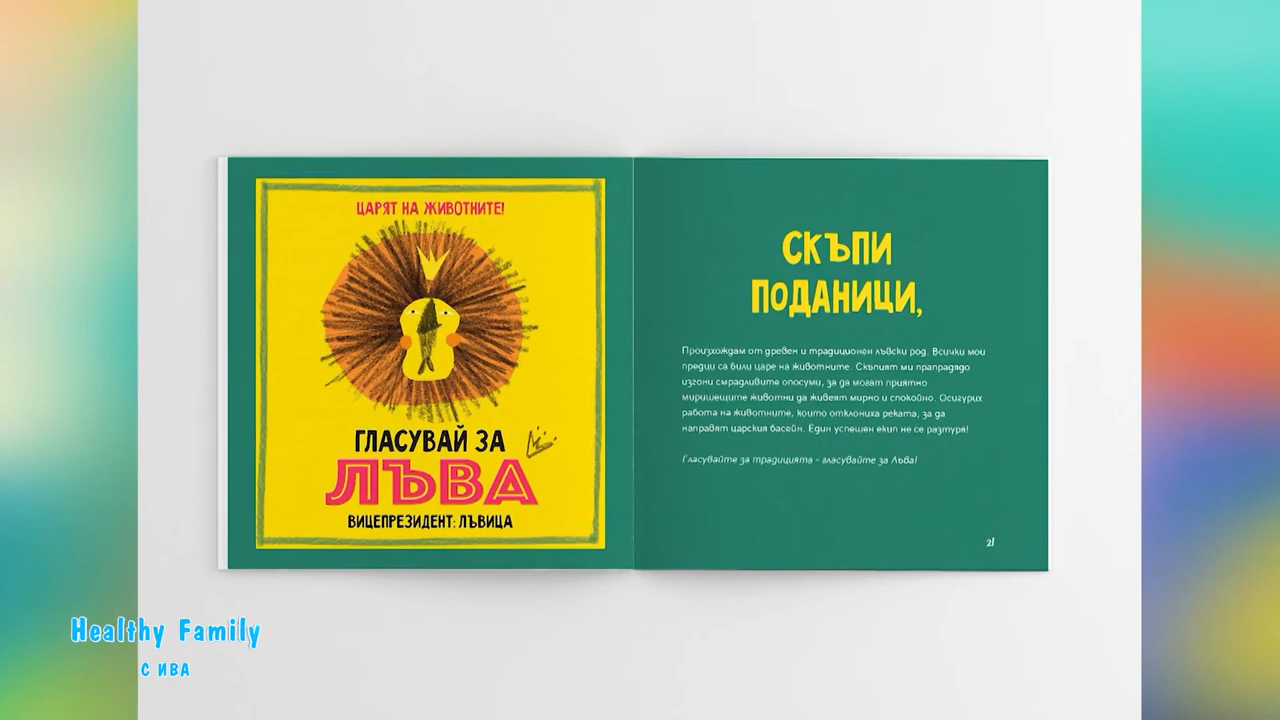 ЦАРЯТ НА ЖИВОТНИТЕ!
ГЛАСУВАЙ ЗА
ЛЪВА
ВИЦЕПРЕЗИДЕНТ: ЛЪВИЦА
СКЪПИ
ПОДАНИЦИ,
Произхождам от древен и традиционен лъвски род. Всички мои
предци са били царе на животните. Скъпият ми прапрадядо
изгони смрадливите опосуми, за да могат приятно
миришещите животни да живеят мирно и спокойно. Осигурих
работа на животните, които отклониха реката, за да
направят царския басейн. Един успешен екип не се разтуря!
Гласувайте за традицията - гласувайте за Лъва!
21
Healthy Family
С ИВА